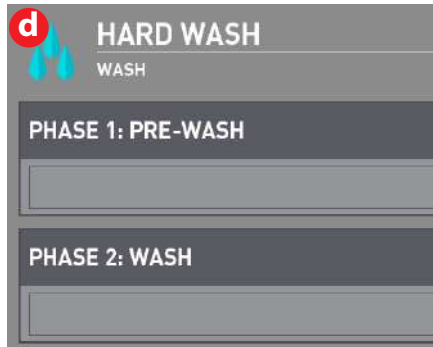 d
HARD WASH
WASH
PHASE 1: PRE-WASH
PHASE 2: WASH